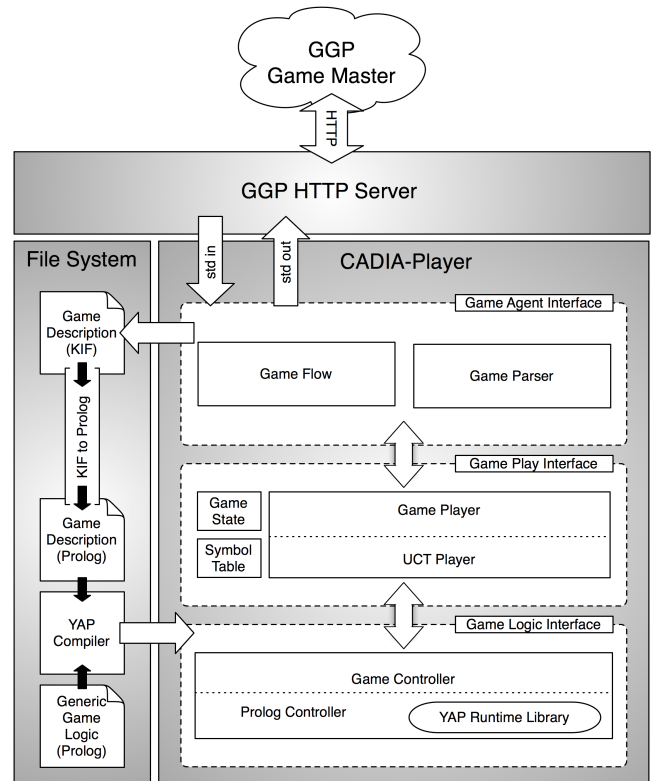 GGP
Game Master
HTTP
GGP HTTP Server
std in
std out
File System
CADIA-Player
Game Agent Interface
Game
Description
(KIF)
Game Flow
Game Parser
KIF to Prolog
Game Play Interface
Game
State
Game Player
Symbol
Table
UCT Player
Game
Description
(Prolog)
Game Logic Interface
YAP
Compiler
Game Controller
Prolog Controller
YAP Runtime Library
Generic
Game
Logic
(Prolog)